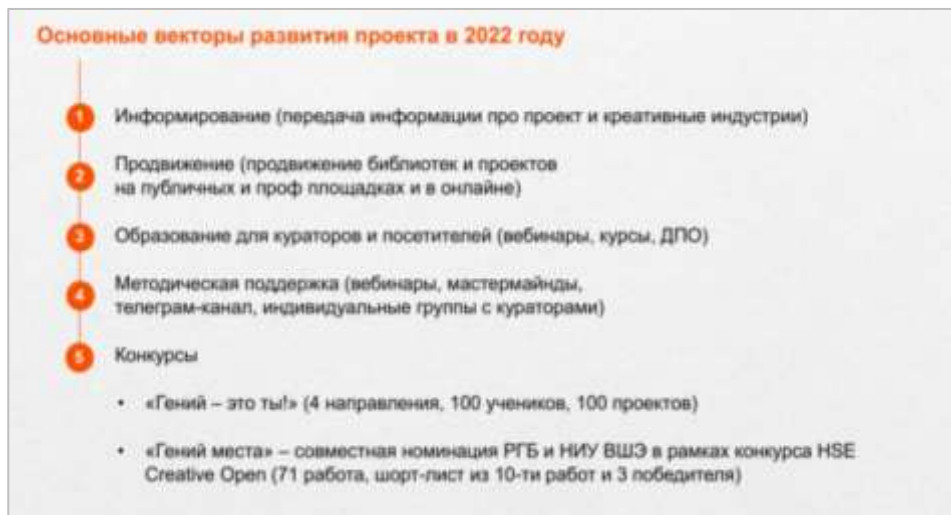 Основные векторы развития проекта в 2022 году
1 Информирование (передача информации про проект и креативные индустрии)
2 Продвижение (продвижение библиотек и проектов
на публичных и проф площадках и в онлайне)
3 Образование для кураторов и посетителей (вебинары, курсы, ДПО)
4 Методическая поддержка (вебинары, мастермайнды,
телеграм-канал, индивидуальные группы с кураторами)
5 Конкурсы
• «Гений – это ты!» (4 направления, 100 учеников, 100 проектов)
• «Гений места» – совместная номинация РГБ и НИУ ВШЭ в рамках конкурса HSE
Creative Open (71 работа, шорт-лист из 10-ти работ и 3 победителя)